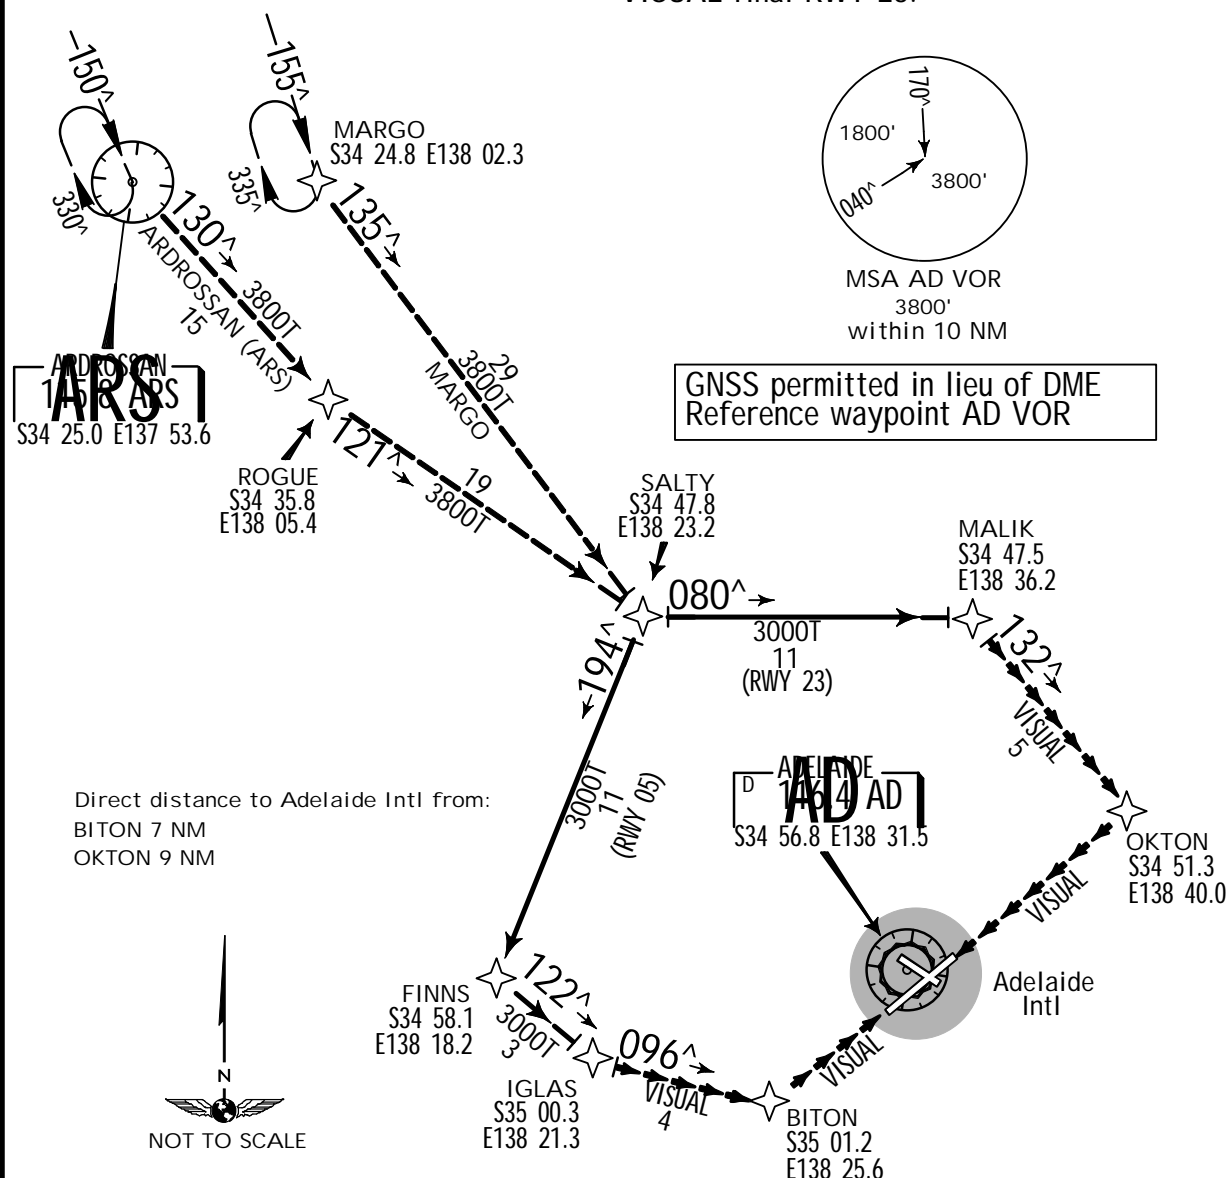 -150^
-155^
MARGO
S34 24.8 E138 02.3
330^
335^
130^
ARDROSSAN (ARS)
15
3800T
135^
29
3800T
MARGO
170^
1800'
3800'
040^
MSA AD VOR
3800'
within 10 NM
GNSS permitted in lieu of DME
Reference waypoint AD VOR
ARDROSSAN
ARS
115.8 ARS
S34 25.0 E137 53.6
ROGUE
S34 35.8
E138 05.4
121^
19
3800T
SALTY
S34 47.8
E138 23.2
080^
3000T
11
(RWY 23)
MALIK
S34 47.5
E138 36.2
132^
VISUAL
5
194^
3000T
11
(RWY 05)
OKTON
S34 51.3
E138 40.0
VISUAL
D
ADELAIDE
AD
116.4 AD
S34 56.8 E138 31.5
Direct distance to Adelaide Intl from:
BITON 7 NM
OKTON 9 NM
Adelaide
Intl
FINNS
S34 58.1
E138 18.2
122^
3000T
3
IGLAS
S35 00.3
E138 21.3
096^
VISUAL
4
VISUAL
BITON
S35 01.2
E138 25.6
N
NOT TO SCALE